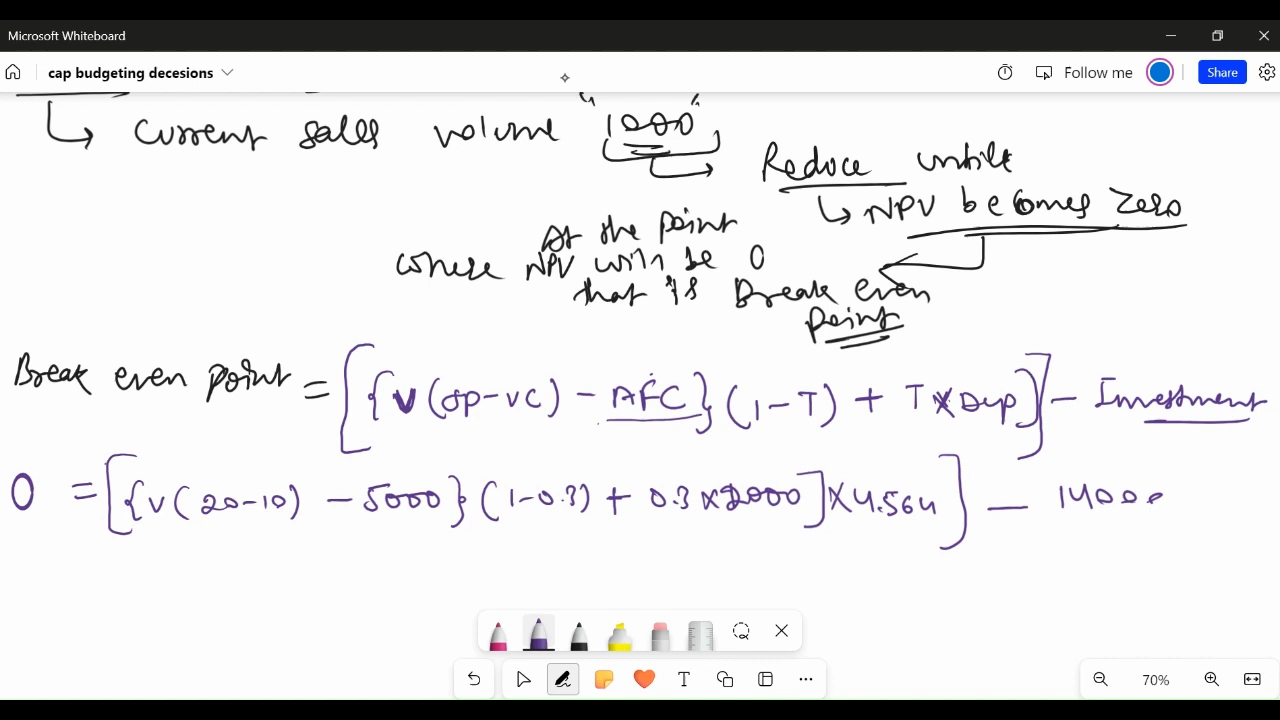 Microsoft Whiteboard
cap budgeting decesions
Follow me
Share
Current sales volume "1000"
Reduce untile
NPV becomes zero
At the point
where NPV will be 0
that is Break even
point
Break even point = [{V(SP-VC) - AFC}(1-T) + T×Dep]] - Investment
0 = [{V(20-10) - 5000}(1-0.3) + 0.3×2000]×4.564] - 14000
70%